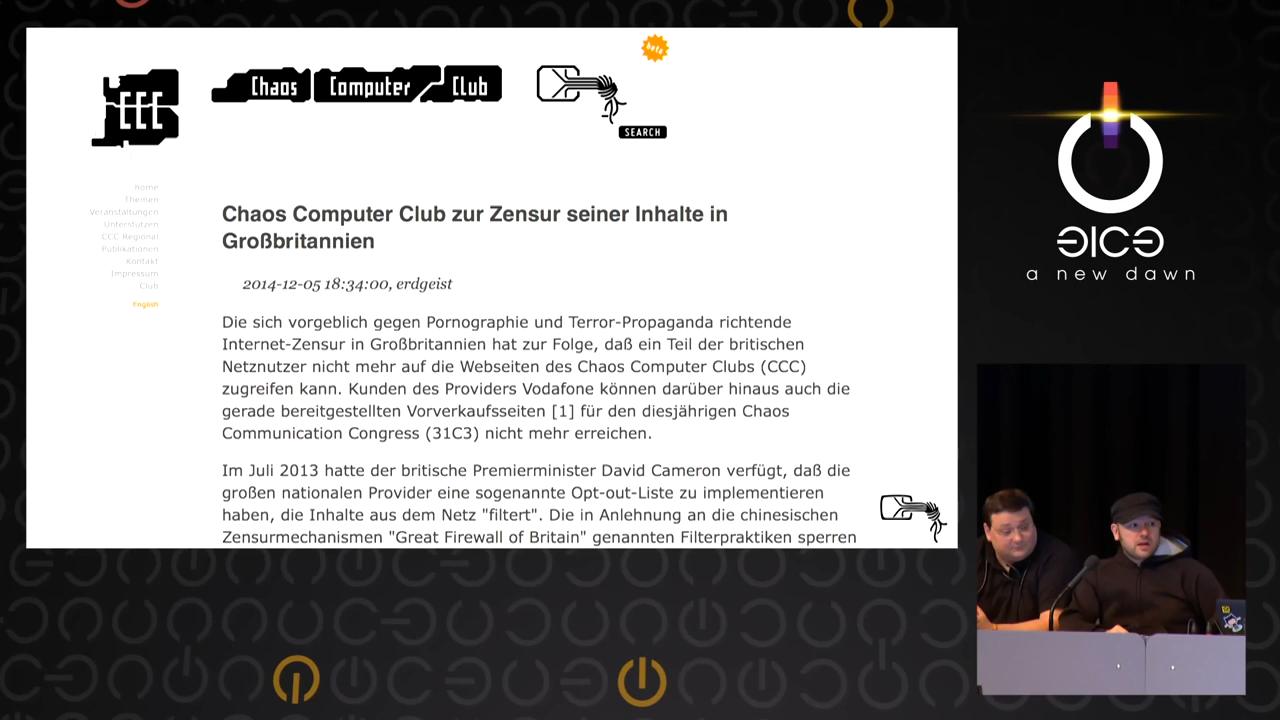 beta
CCC
Chaos Computer Club
SEARCH
home
Themen
Veranstaltungen
Unterstützen
CCC Regional
Publikationen
Kontakt
Impressum
Club
English
Chaos Computer Club zur Zensur seiner Inhalte in
Großbritannien
2014-12-05 18:34:00, erdgeist
Die sich vorgeblich gegen Pornographie und Terror-Propaganda richtende
Internet-Zensur in Großbritannien hat zur Folge, daß ein Teil der britischen
Netznutzer nicht mehr auf die Webseiten des Chaos Computer Clubs (CCC)
zugreifen kann. Kunden des Providers Vodafone können darüber hinaus auch die
gerade bereitgestellten Vorverkaufsseiten [1] für den diesjährigen Chaos
Communication Congress (31C3) nicht mehr erreichen.
Im Juli 2013 hatte der britische Premierminister David Cameron verfügt, daß die
großen nationalen Provider eine sogenannte Opt-out-Liste zu implementieren
haben, die Inhalte aus dem Netz "filtert". Die in Anlehnung an die chinesischen
Zensurmechanismen "Great Firewall of Britain" genannten Filterpraktiken sperren
31C3
a new dawn